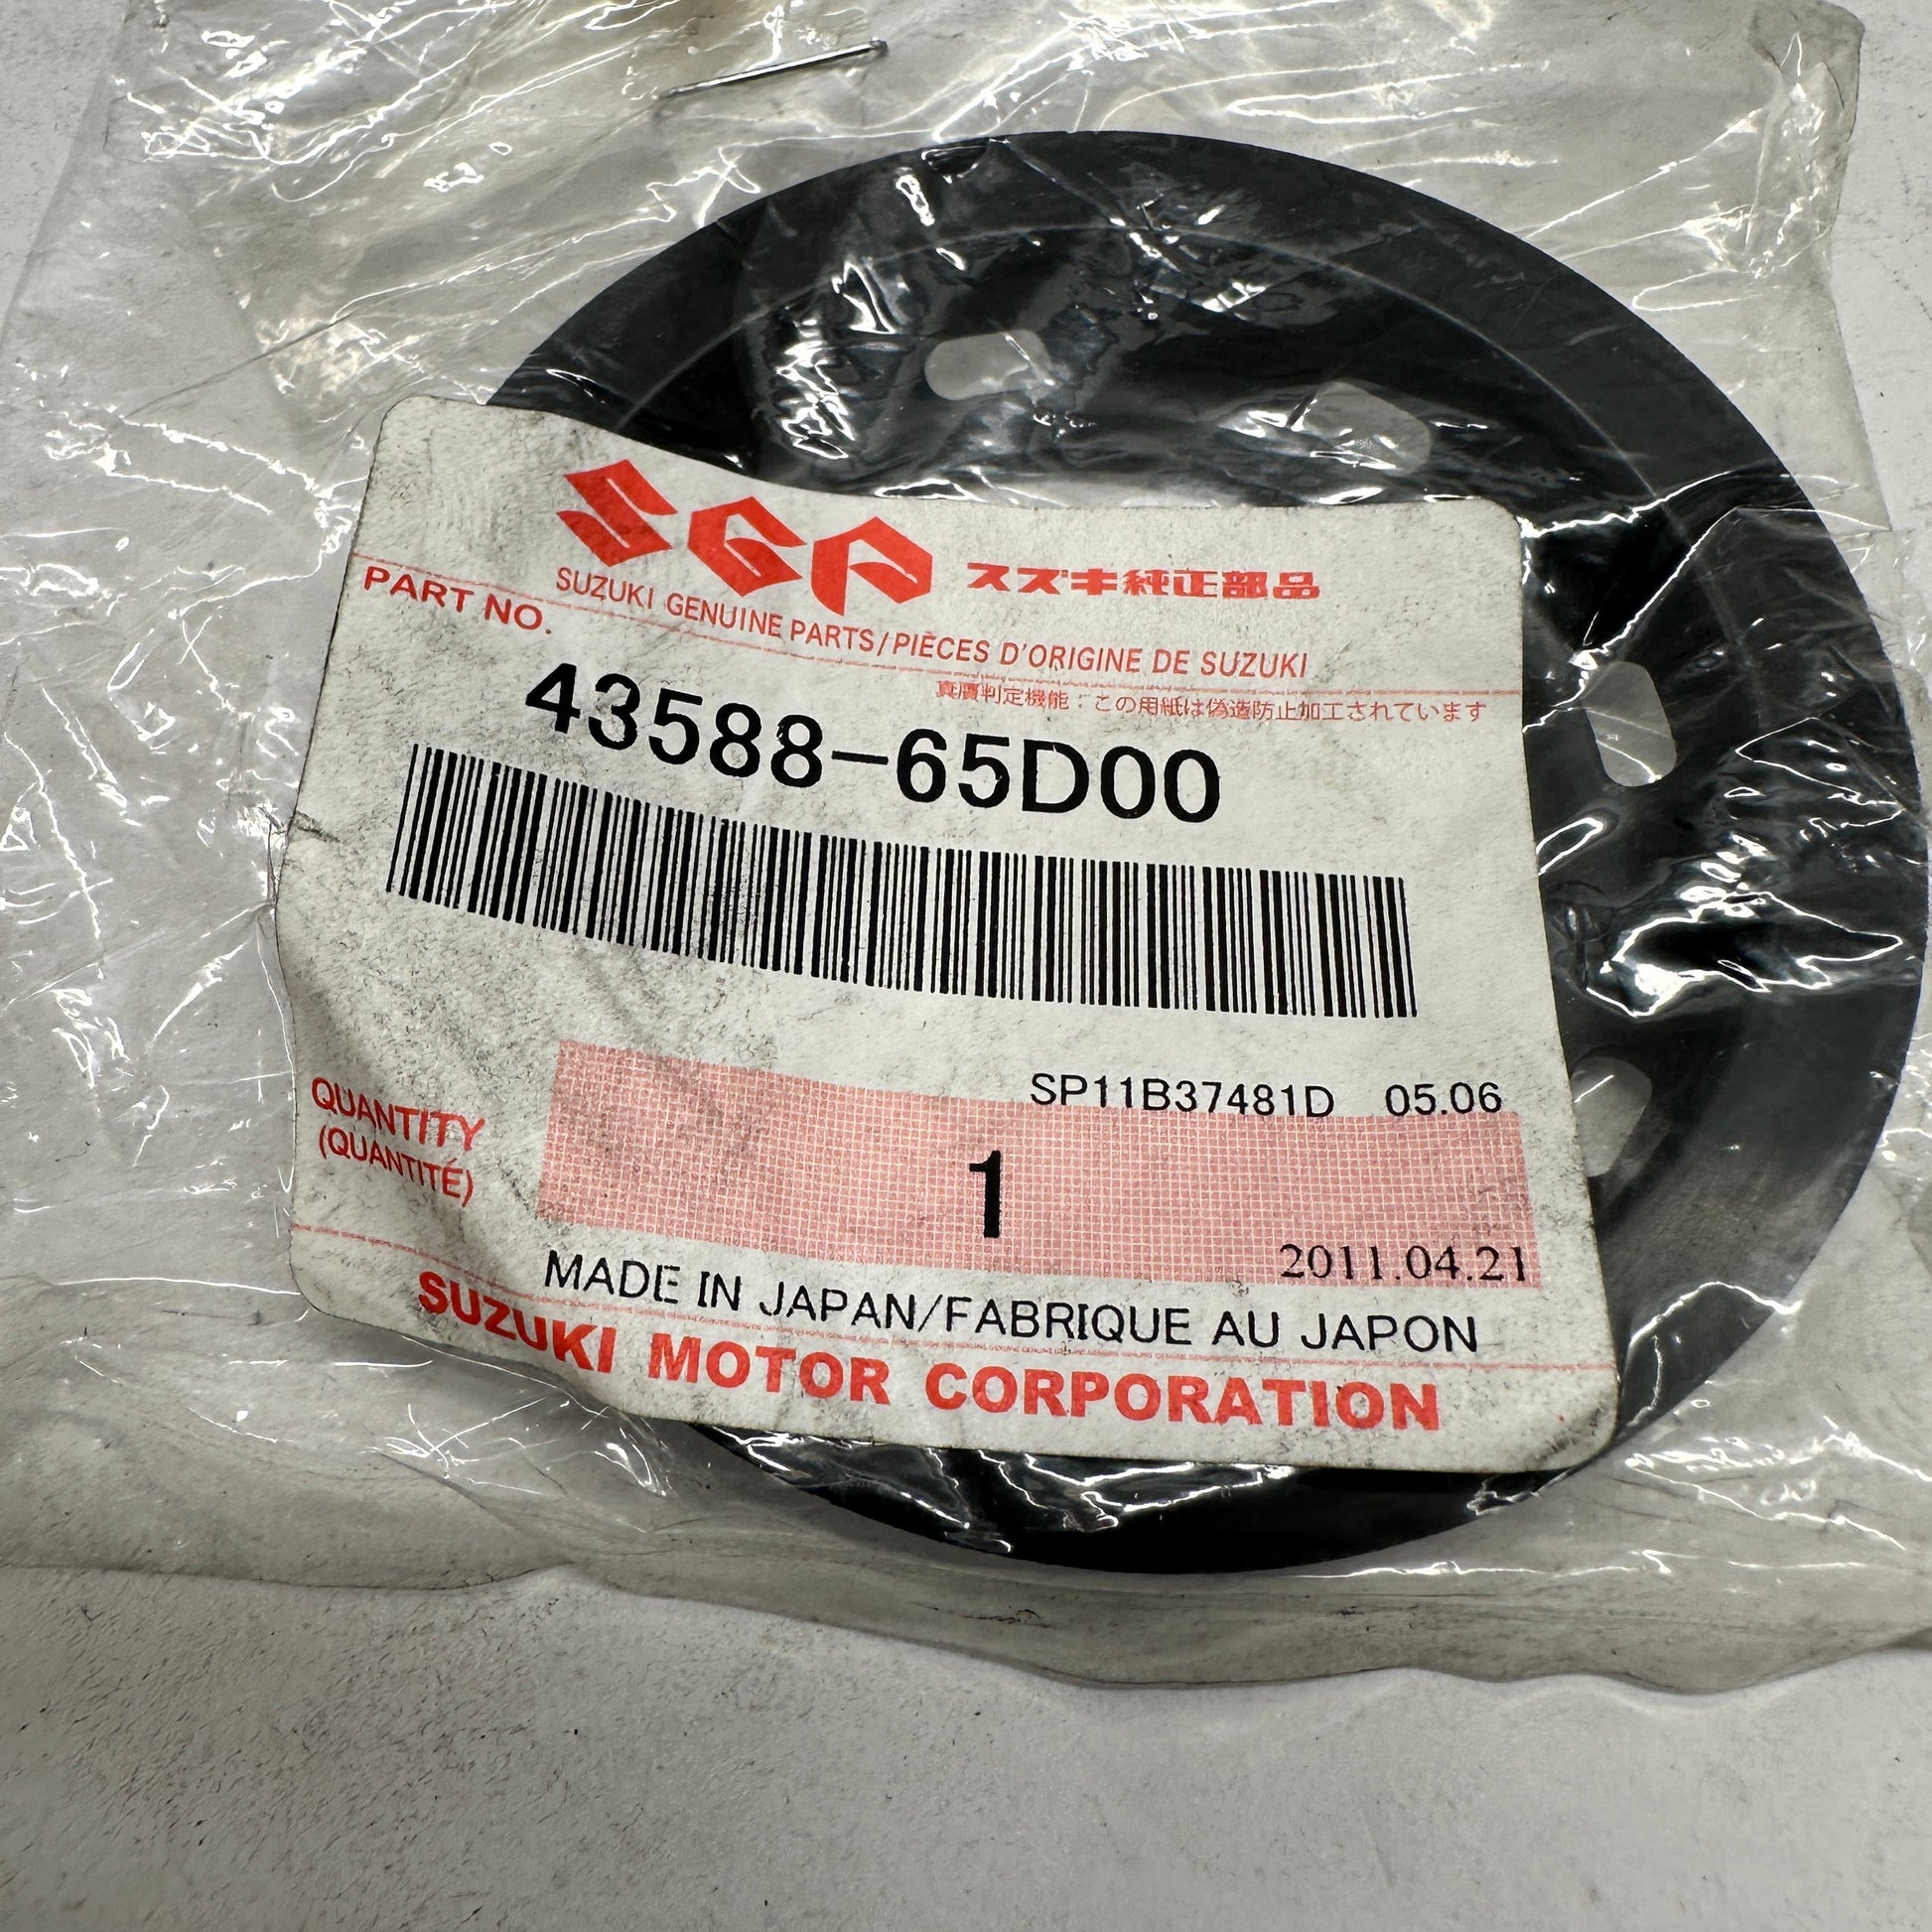 SGP スズキ純正部品
SUZUKI GENUINE PARTS/PIÈCES D'ORIGINE DE SUZUKI
PART NO.
真贋判定機能：この用紙は偽造防止加工されています
43588-65D00
SP11B37481D 05.06
QUANTITY
(QUANTITÉ)
1
2011.04.21
MADE IN JAPAN/FABRIQUE AU JAPON
SUZUKI MOTOR CORPORATION